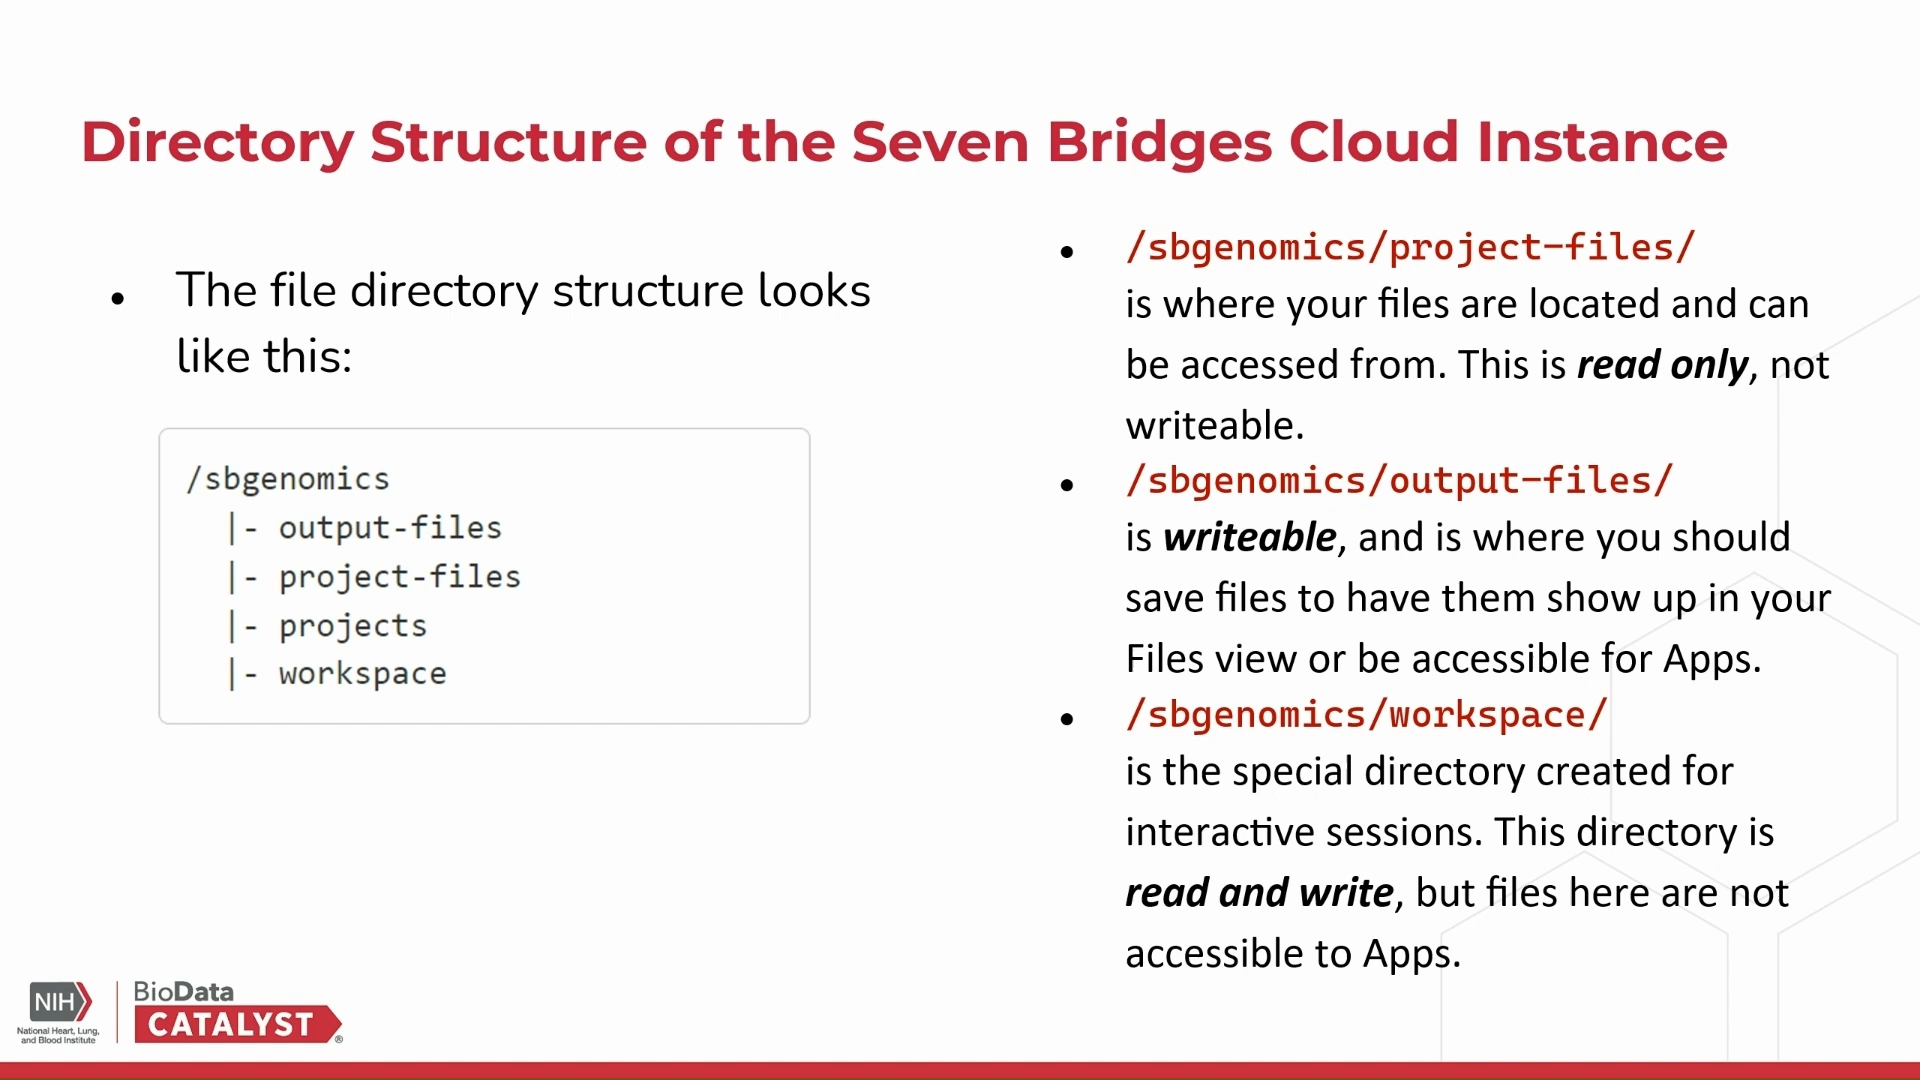 Directory Structure of the Seven Bridges Cloud Instance
• The file directory structure looks
like this:
/sbgenomics
|- output-files
|- project-files
|- projects
|- workspace
• /sbgenomics/project-files/
is where your files are located and can
be accessed from. This is read only, not
writeable.
• /sbgenomics/output-files/
is writeable, and is where you should
save files to have them show up in your
Files view or be accessible for Apps.
• /sbgenomics/workspace/
is the special directory created for
interactive sessions. This directory is
read and write, but files here are not
accessible to Apps.
NIH
National Heart, Lung,
and Blood Institute
BioData
CATALYST®